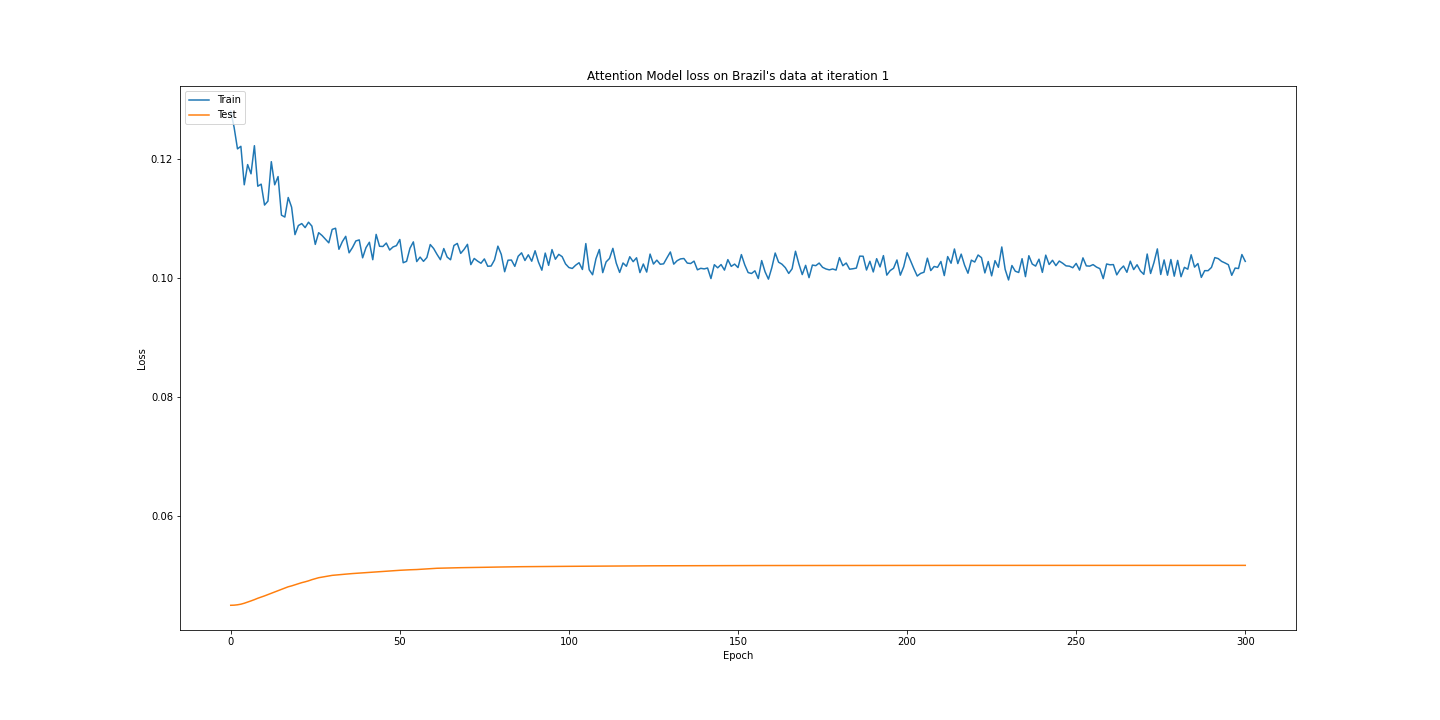 Attention Model loss on Brazil's data at iteration 1
Train
Test
0.12
0.10
0.08
0.06
Loss
0 50 100 150 200 250 300
Epoch